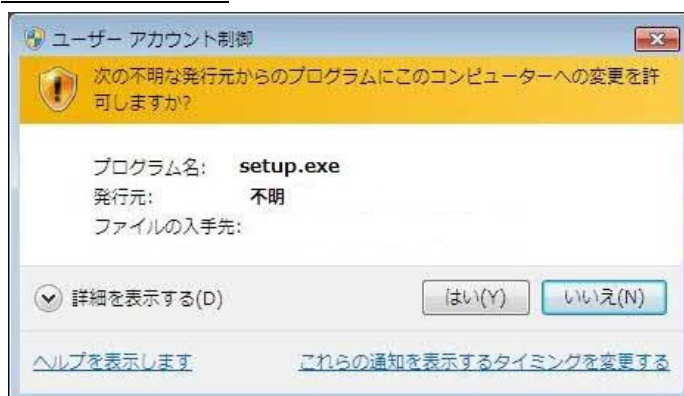 ユーザー アカウント制御
次の不明な発行元からのプログラムにこのコンピューターへの変更を許
可しますか?
プログラム名: setup.exe
発行元: 不明
ファイルの入手先:
詳細を表示する(D) はい(Y) いいえ(N)
ヘルプを表示します これらの通知を表示するタイミングを変更する